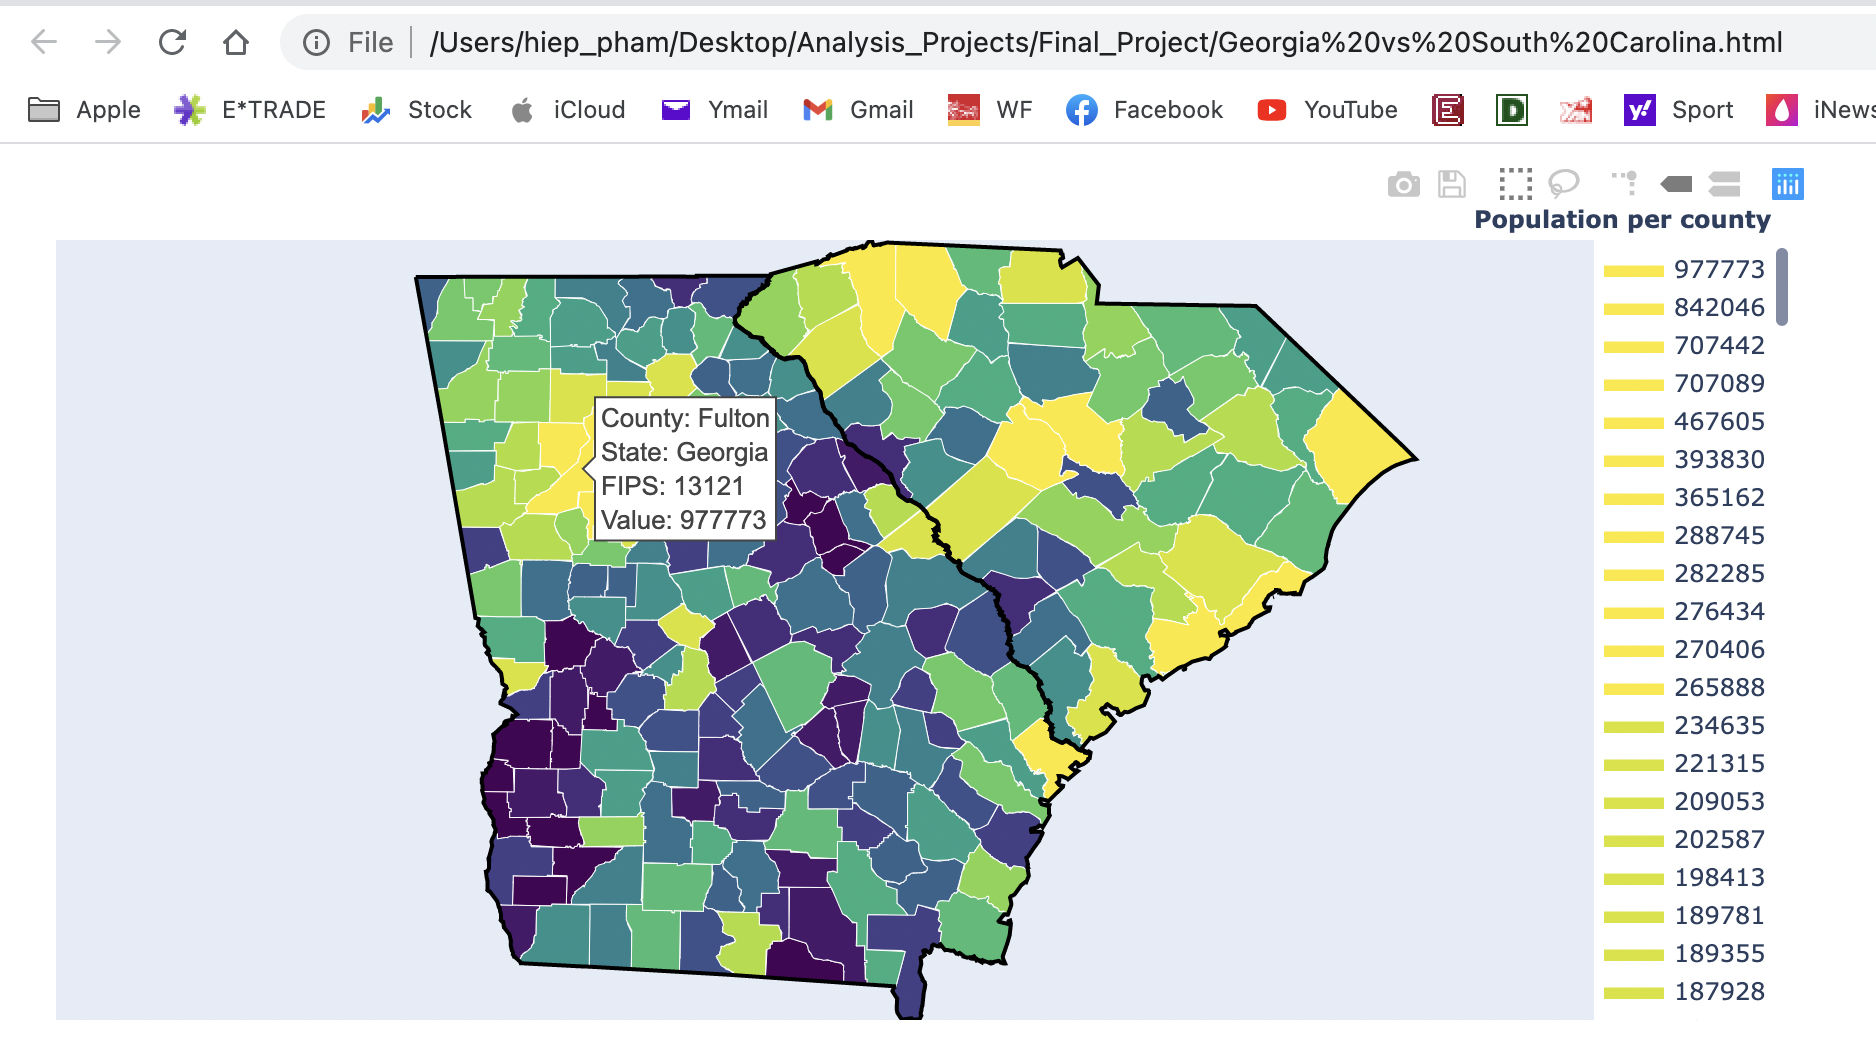 File /Users/hiep_pham/Desktop/Analysis_Projects/Final_Project/Georgia%20vs%20South%20Carolina.html
Apple E*TRADE Stock iCloud Ymail Gmail WF Facebook YouTube E D y! Sport iNews
Population per county
977773
842046
707442
707089
467605
393830
365162
288745
282285
276434
270406
265888
234635
221315
209053
202587
198413
189781
189355
187928
County: Fulton
State: Georgia
FIPS: 13121
Value: 977773